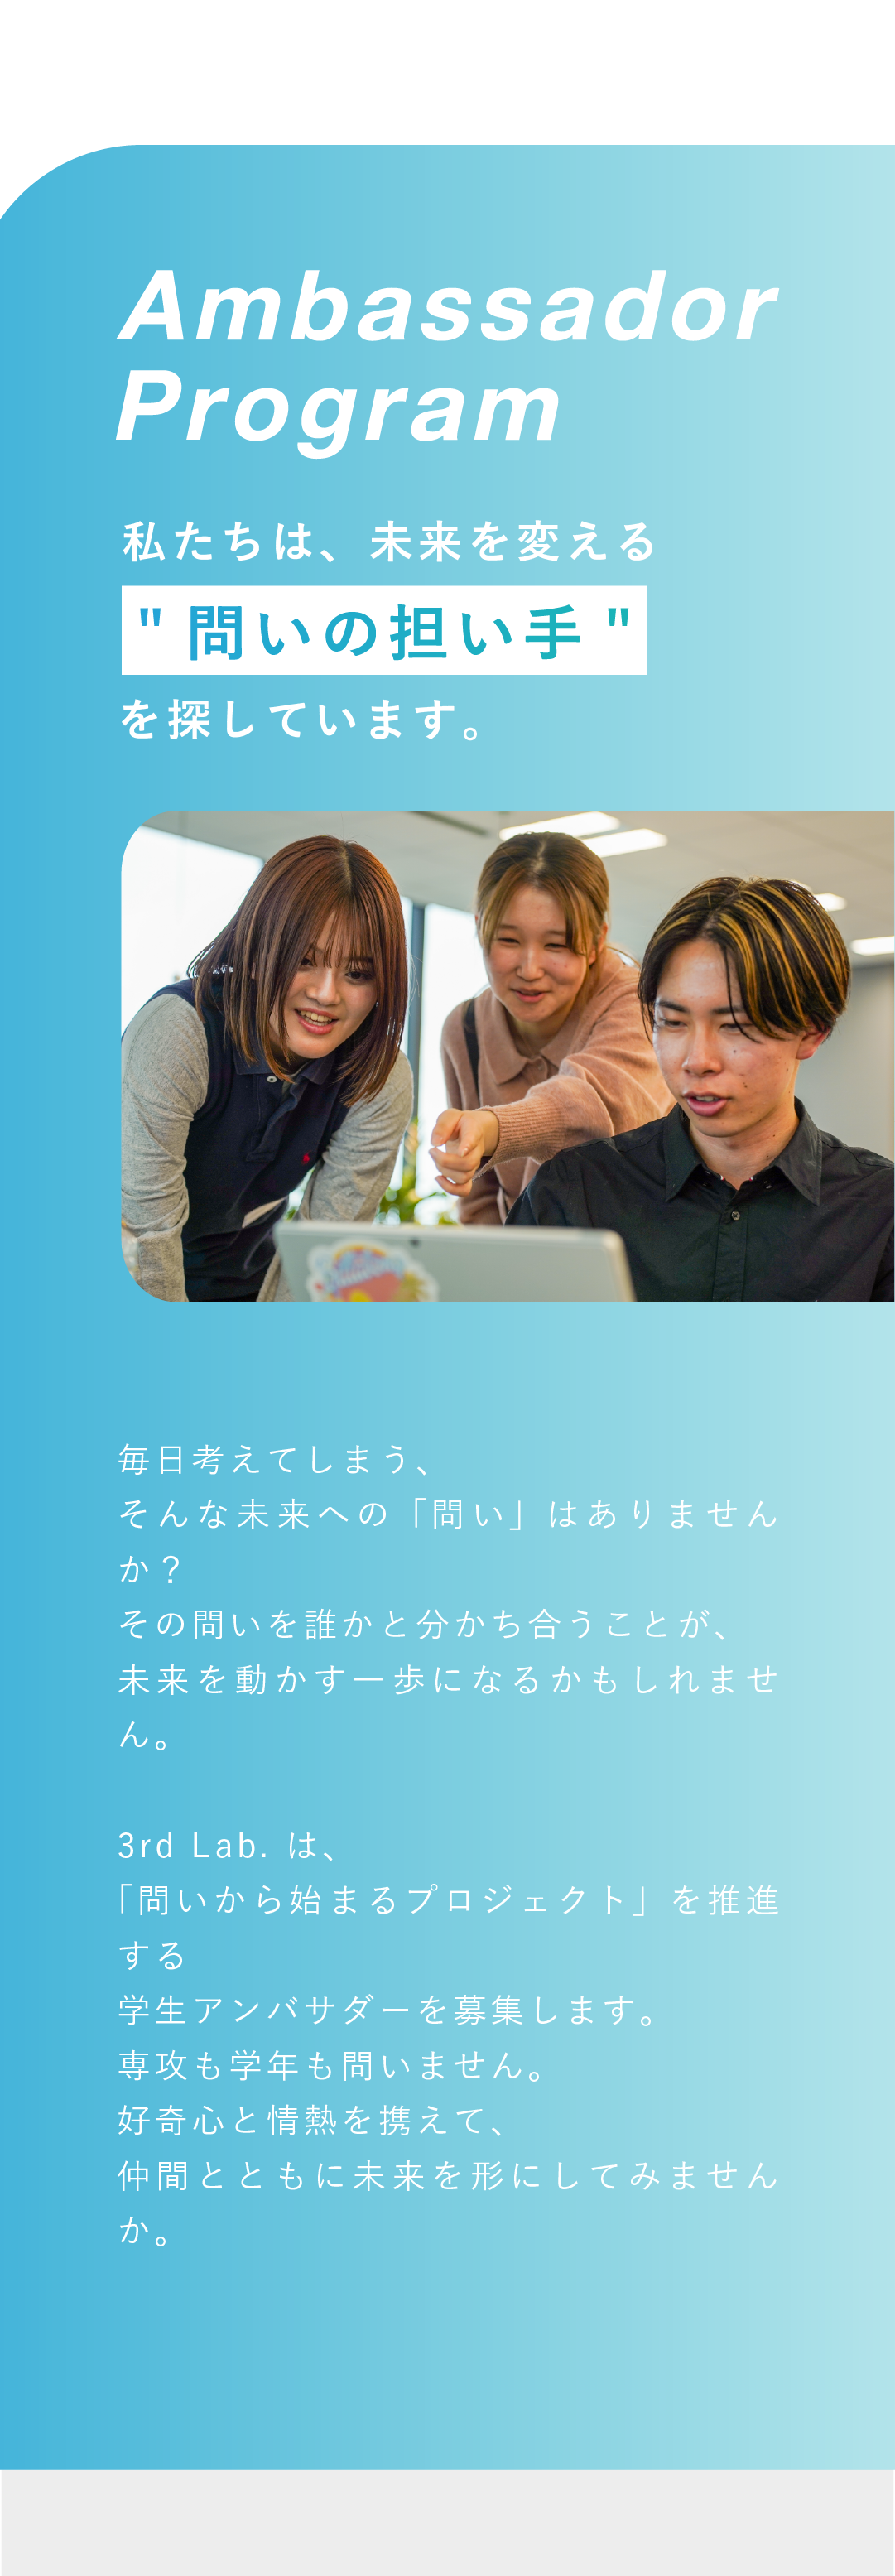 Ambassador
Program
私たちは、未来を変える
" 問いの担い手 "
を探しています。
毎日考えてしまう、
そんな未来への「問い」はありません
か？
その問いを誰かと分かち合うことが、
未来を動かす一歩になるかもしれませ
ん。
3rd Lab. は、
「問いから始まるプロジェクト」を推進
する
学生アンバサダーを募集します。
専攻も学年も問いません。
好奇心と情熱を携えて、
仲間とともに未来を形にしてみません
か。